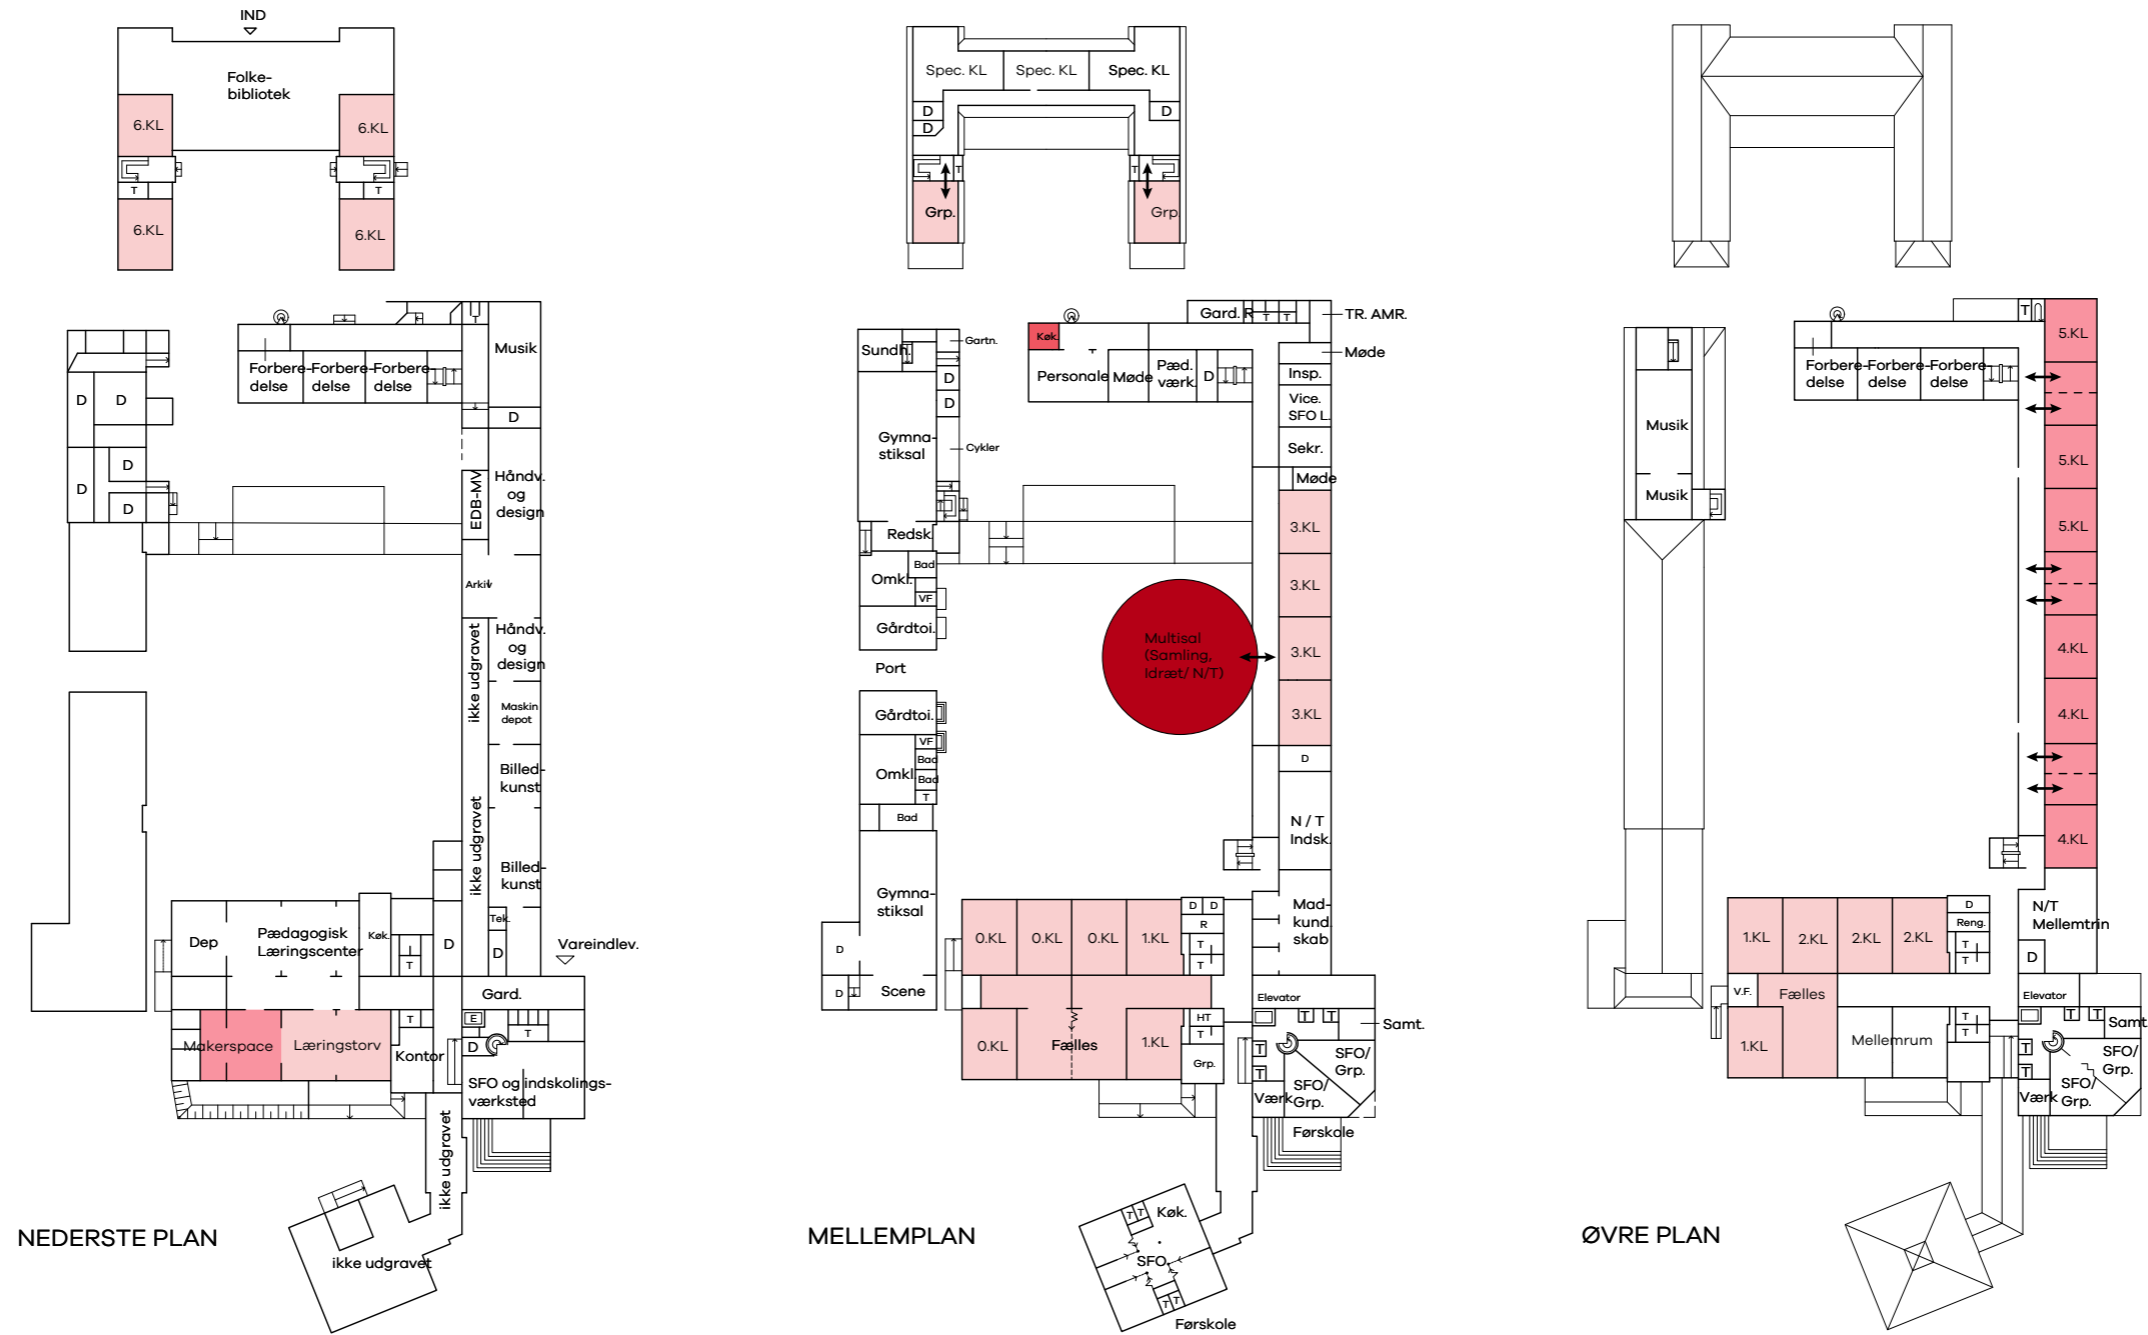 IND
Folke-
bibliotek
6.KL
6.KL
T
T
6.KL
6.KL
Forbere-
delse
Forbere-
delse
Forbere-
delse
T
Musik
D
D
D
D
D
D
EDB-MV
Håndv.
og
design
Arkiv
ikke udgravet
Håndv.
og
design
Maskin
depot
Billed-
kunst
ikke udgravet
Billed-
kunst
Tek.
D
D
Vareindlev.
Dep
Pædagogisk
Læringscenter
Køk.
T
T
Gard.
E
T
D
T
Makerspace
Læringstorv
Kontor
SFO og indskolings-
værksted
ikke udgravet
ikke udgravet
NEDERSTE PLAN
Spec. KL
Spec. KL
Spec. KL
D
D
D
T
T
Grp.
Grp.
Sundh.
Gartn.
D
D
Gymna-
stiksal
Cykler
Redsk.
Omkl.
Bad
VF
Gårdtoi.
Port
Gårdtoi.
VF
Bad
Omkl.
Bad
T
Bad
Gymna-
stiksal
D
D
Scene
Køk.
Personale
Møde
Pæd.
værk.
D
Gard.
R
T
T
TR. AMR.
Møde
Insp.
Vice.
SFO L.
Sekr.
Møde
3.KL
3.KL
3.KL
3.KL
Multisal
(Samling,
Idræt/ N/T)
D
N / T
Indsk.
Mad-
kund.
skab
0.KL
0.KL
0.KL
1.KL
D
D
R
T
T
0.KL
Fælles
1.KL
HT
T
Grp.
Elevator
T
T
Samt.
T
T
SFO/
Grp.
SFO/
Grp.
Værk
Førskole
T
T
Køk.
SFO
T
T
Førskole
MELLEMPLAN
Musik
Musik
Forbere-
delse
Forbere-
delse
Forbere-
delse
T
5.KL
5.KL
5.KL
4.KL
4.KL
4.KL
N/T
Mellemtrin
D
1.KL
2.KL
2.KL
2.KL
D
Reng.
T
T
V.F.
Fælles
1.KL
Mellemrum
T
T
Elevator
T
T
Samt
T
T
SFO/
Grp.
SFO/
Grp.
Værk
ØVRE PLAN